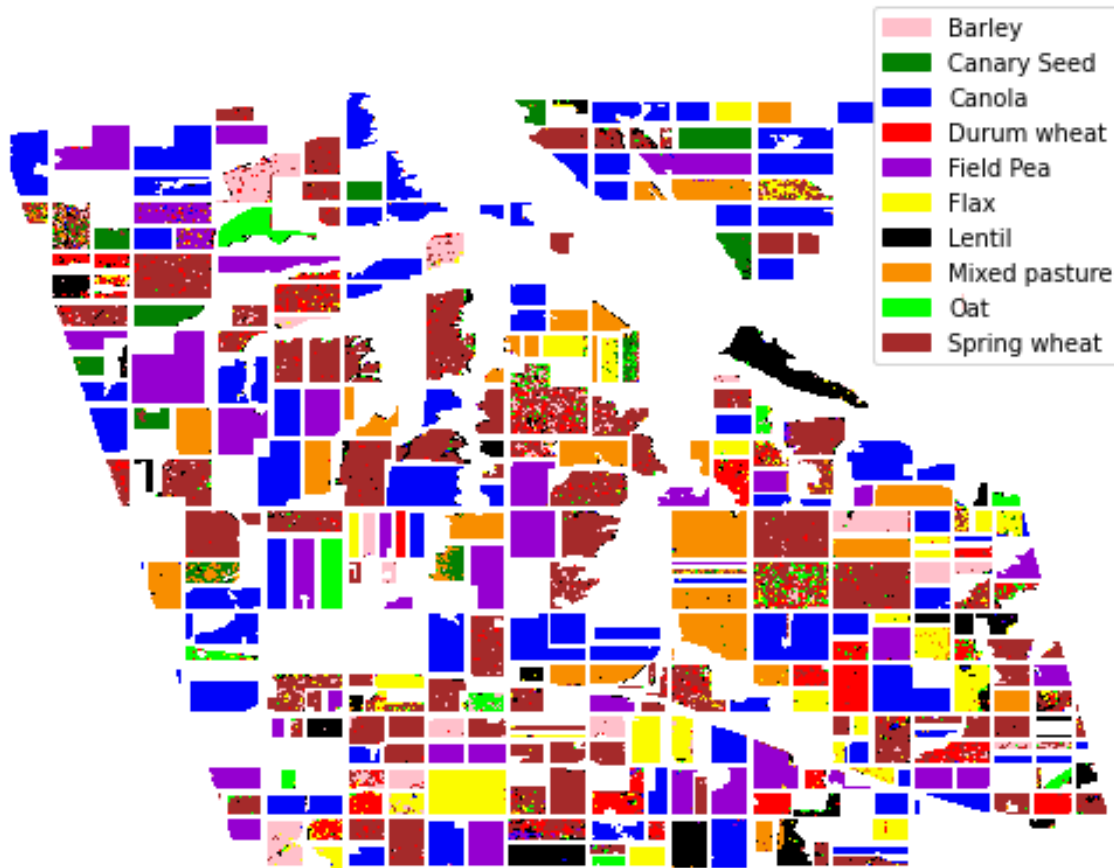 Barley
Canary Seed
Canola
Durum wheat
Field Pea
Flax
Lentil
Mixed pasture
Oat
Spring wheat